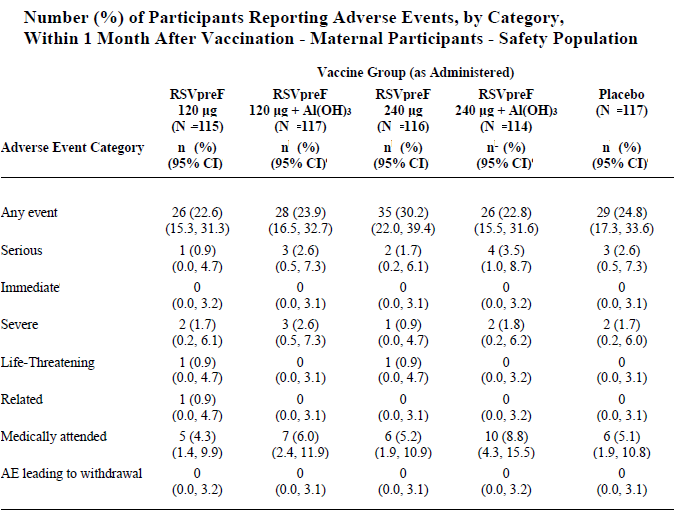 Number (%) of Participants Reporting Adverse Events, by Category,
Within 1 Month After Vaccination - Maternal Participants - Safety Population
Vaccine Group (as Administered)
RSVpreF RSVpreF RSVpreF RSVpreF Placebo
120 µg 120 µg + Al(OH)3 240 µg 240 µg + Al(OH)3 (N =117)
(N =115) (N =117) (N =116) (N =114)
Adverse Event Category n (%) n (%) n (%) n (%) n (%)
(95% CI) (95% CI) (95% CI) (95% CI) (95% CI)
Any event 26 (22.6) 28 (23.9) 35 (30.2) 26 (22.8) 29 (24.8)
(15.3, 31.3) (16.5, 32.7) (22.0, 39.4) (15.5, 31.6) (17.3, 33.6)
Serious 1 (0.9) 3 (2.6) 2 (1.7) 4 (3.5) 3 (2.6)
(0.0, 4.7) (0.5, 7.3) (0.2, 6.1) (1.0, 8.7) (0.5, 7.3)
Immediate 0 0 0 0 0
(0.0, 3.2) (0.0, 3.1) (0.0, 3.1) (0.0, 3.2) (0.0, 3.1)
Severe 2 (1.7) 3 (2.6) 1 (0.9) 2 (1.8) 2 (1.7)
(0.2, 6.1) (0.5, 7.3) (0.0, 4.7) (0.2, 6.2) (0.2, 6.0)
Life-Threatening 1 (0.9) 0 1 (0.9) 0 0
(0.0, 4.7) (0.0, 3.1) (0.0, 4.7) (0.0, 3.2) (0.0, 3.1)
Related 1 (0.9) 0 0 0 0
(0.0, 4.7) (0.0, 3.1) (0.0, 3.1) (0.0, 3.2) (0.0, 3.1)
Medically attended 5 (4.3) 7 (6.0) 6 (5.2) 10 (8.8) 6 (5.1)
(1.4, 9.9) (2.4, 11.9) (1.9, 10.9) (4.3, 15.5) (1.9, 10.8)
AE leading to withdrawal 0 0 0 0 0
(0.0, 3.2) (0.0, 3.1) (0.0, 3.1) (0.0, 3.2) (0.0, 3.1)